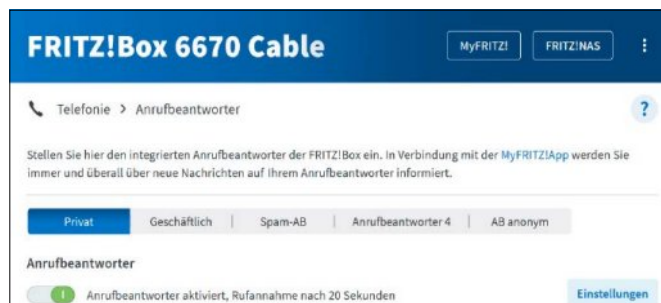 FRITZ!Box 6670 Cable
MyFRITZ!
FRITZ!NAS
Telefonie > Anrufbeantworter
?
Stellen Sie hier den integrierten Anrufbeantworter der FRITZ!Box ein. In Verbindung mit der MyFRITZ!App werden Sie
immer und überall über neue Nachrichten auf Ihrem Anrufbeantworter informiert.
Privat | Geschäftlich | Spam-AB | Anrufbeantworter 4 | AB anonym
Anrufbeantworter
Anrufbeantworter aktiviert, Rufannahme nach 20 Sekunden
Einstellungen